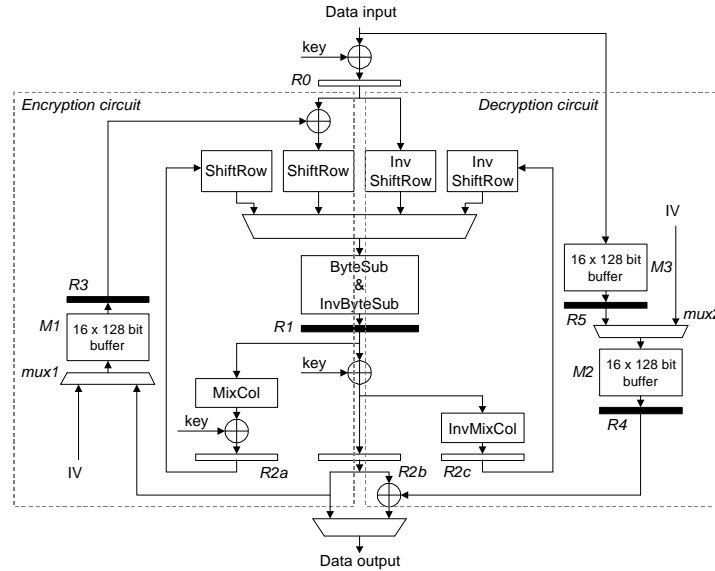 Data input
key
R0
Encryption circuit
Decryption circuit
ShiftRow
ShiftRow
Inv
ShiftRow
Inv
ShiftRow
IV
ByteSub
&
InvByteSub
16 x 128 bit
buffer
M3
R3
R5
mux2
M1
16 x 128 bit
buffer
R1
mux1
key
MixCol
M2
16 x 128 bit
buffer
R4
key
InvMixCol
IV
R2a
R2b
R2c
Data output